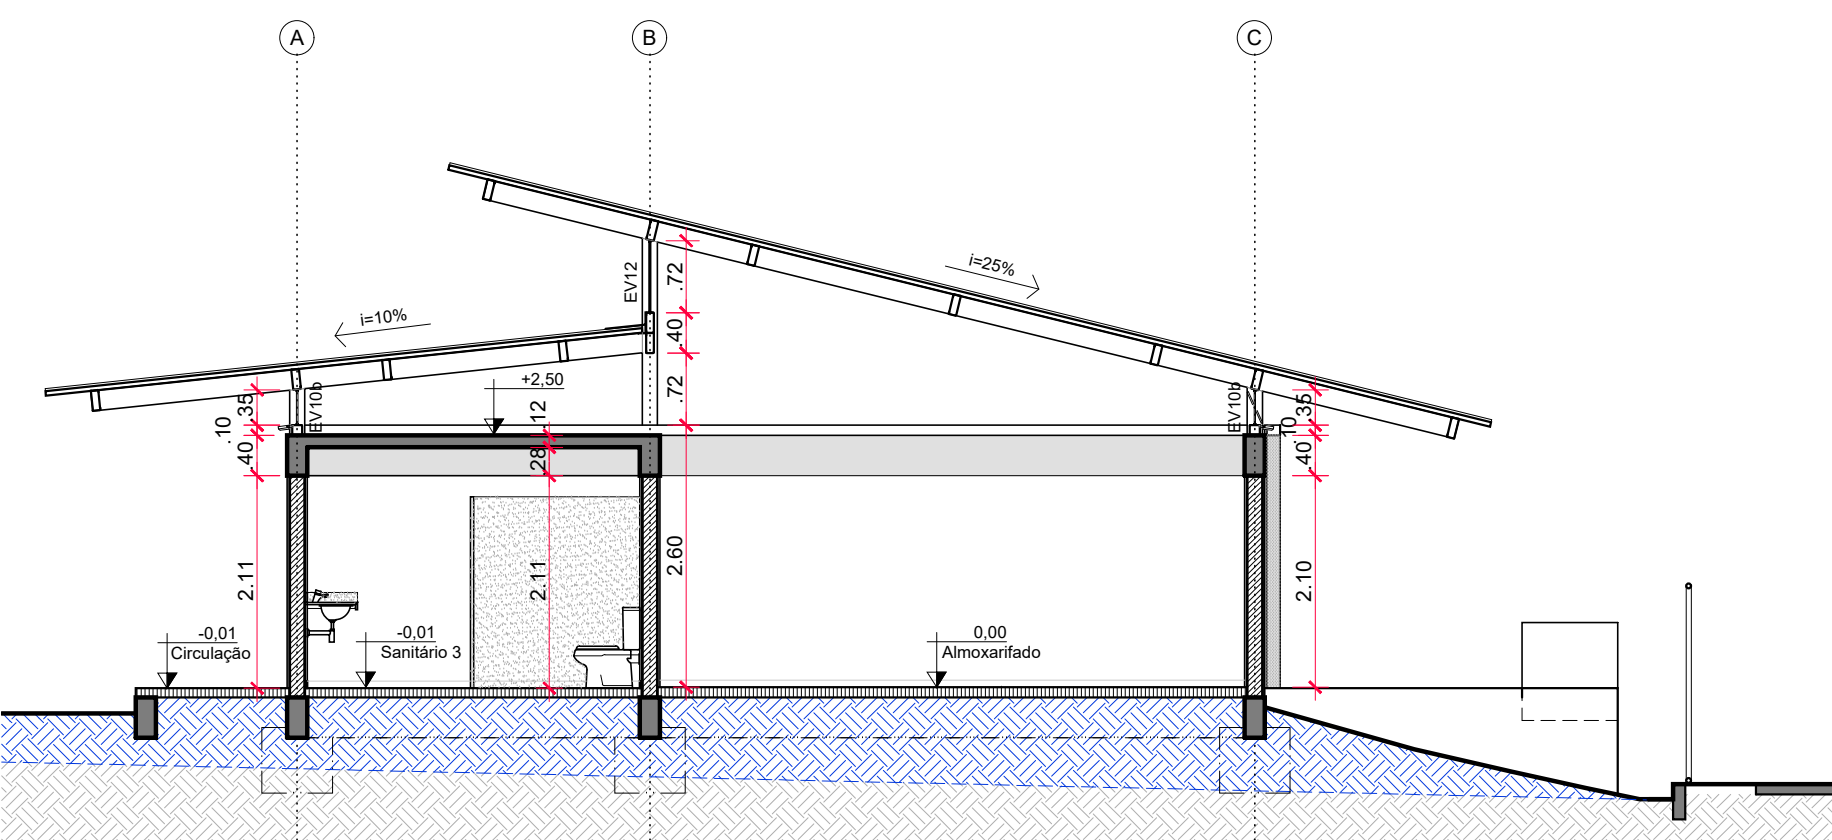 A
B
C
i=25%
.72
EV12
i=10%
.40
+2,50
.72
.35
EV10b
.12
EV10b
.35
.10
.10
.40
.28
.40
2.11
2.11
2.60
2.10
-0,01
Circulação
-0,01
Sanitário 3
0,00
Almoxarifado